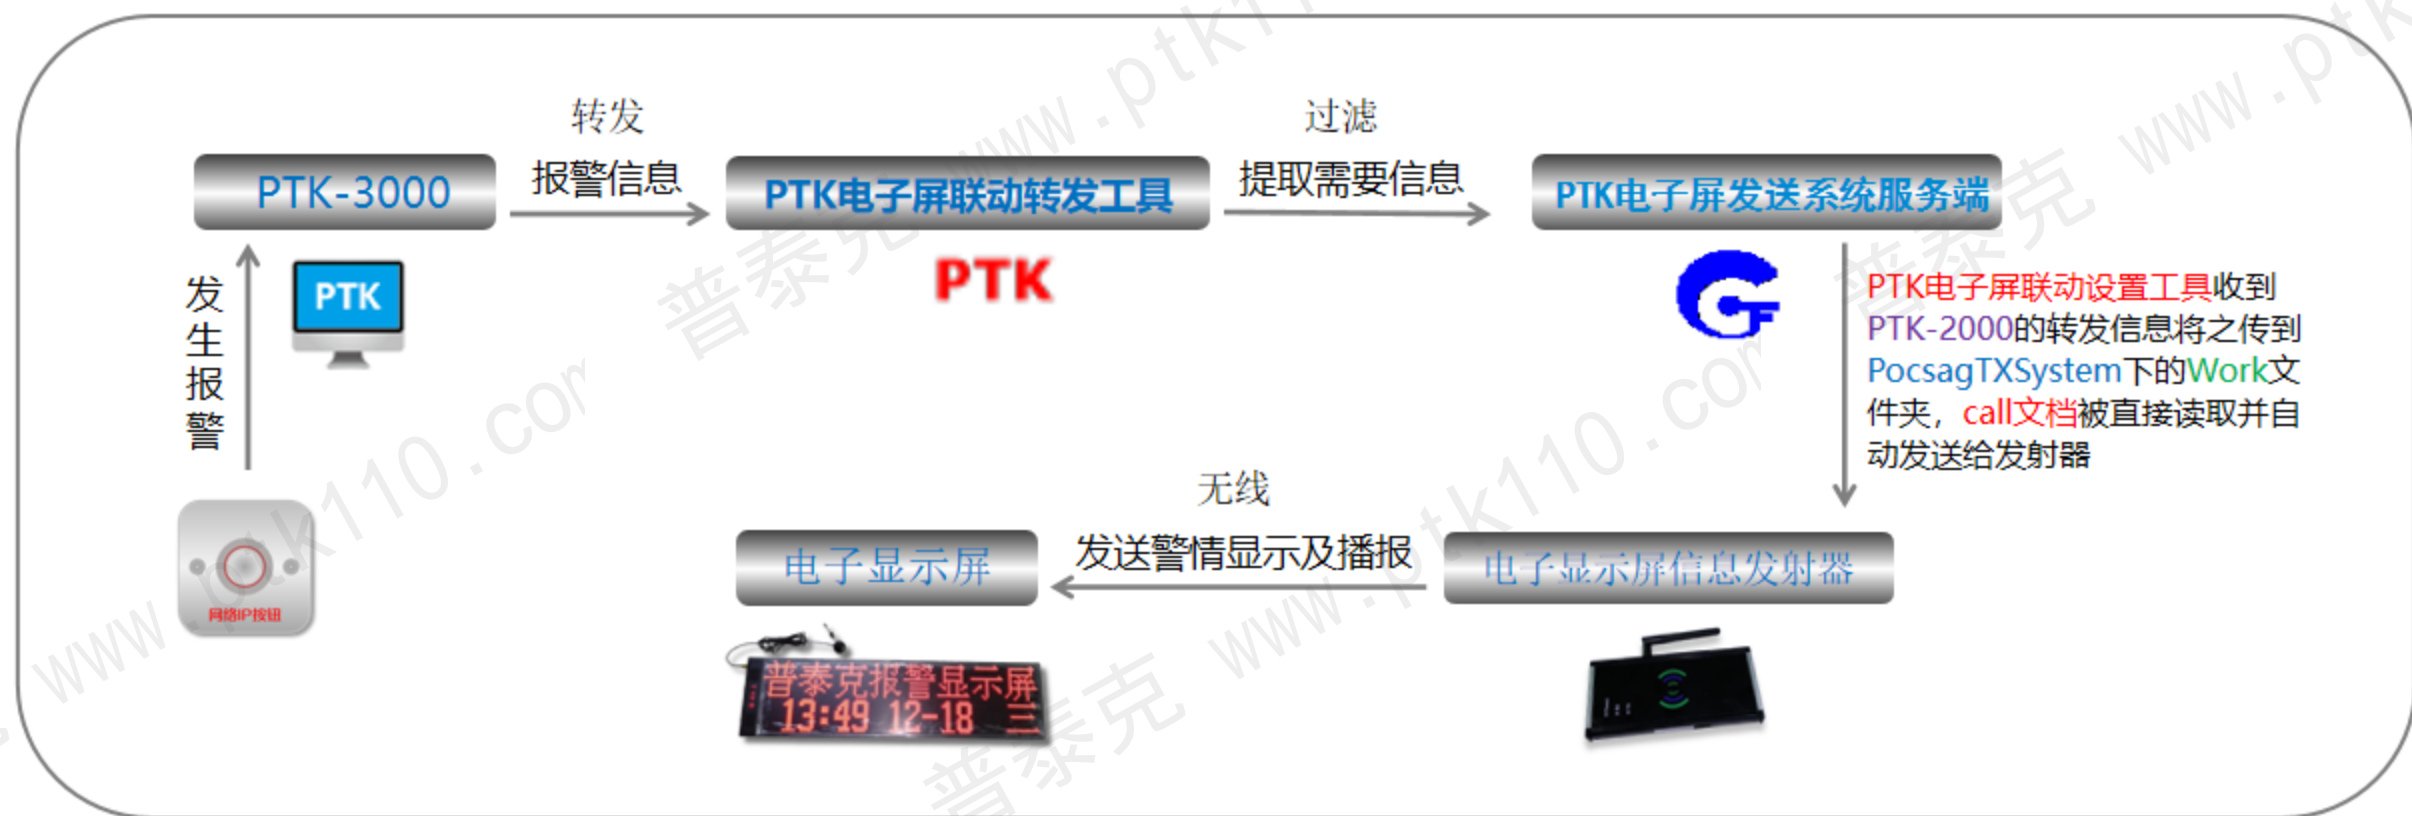 转发
报警信息
过滤
提取需要信息
PTK-3000
PTK电子屏联动转发工具
PTK电子屏发送系统服务端
PTK
PTK
发生报警
PTK电子屏联动设置工具收到
PTK-2000的转发信息将之传到
PocsagTXSystem下的Work文
件夹，call文档被直接读取并自
动发送给发射器
网络IP按钮
无线
发送警情显示及播报
电子显示屏
电子显示屏信息发射器
普泰克报警显示屏
13:49 12-18 三
普泰克 www.ptk110.com